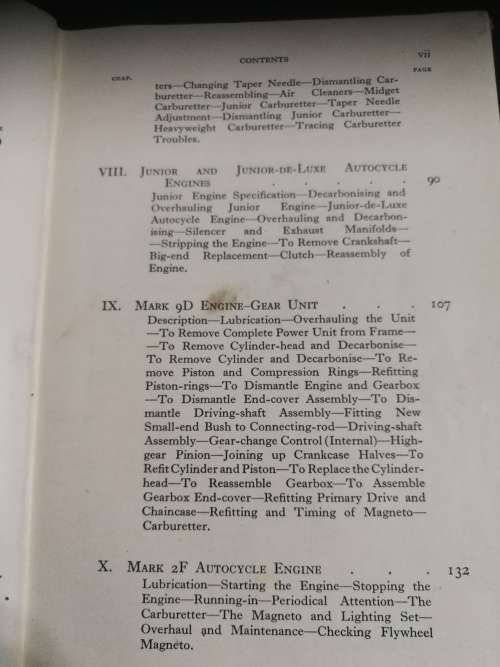 CONTENTS vii
CHAP. PAGE
ters—Changing Taper Needle—Dismantling Car-
buretter—Reassembling—Air Cleaners—Midget
Carburetter—Junior Carburetter—Taper Needle
Adjustment—Dismantling Junior Carburetter—
Heavyweight Carburetter—Tracing Carburetter
Troubles.
VIII. JUNIOR AND JUNIOR-DE-LUXE AUTOCYCLE
ENGINES . . . . . 90
Junior Engine Specification—Decarbonising and
Overhauling Junior Engine—Junior-de-Luxe
Autocycle Engine—Overhauling and Decarbon-
ising—Silencer and Exhaust Manifolds—
—Stripping the Engine—To Remove Crankshaft—
Big-end Replacement—Clutch—Reassembly of
Engine.
IX. MARK 9D ENGINE-GEAR UNIT . . . 107
Description—Lubrication—Overhauling the Unit
—To Remove Complete Power Unit from Frame—
—To Remove Cylinder-head and Decarbonise—
To Remove Cylinder and Decarbonise—To Re-
move Piston and Compression Rings—Refitting
Piston-rings—To Dismantle Engine and Gearbox
—To Dismantle End-cover Assembly—To Dis-
mantle Driving-shaft Assembly—Fitting New
Small-end Bush to Connecting-rod—Driving-shaft
Assembly—Gear-change Control (Internal)—High-
gear Pinion—Joining up Crankcase Halves—To
Refit Cylinder and Piston—To Replace the Cylinder-
head—To Reassemble Gearbox—To Assemble
Gearbox End-cover—Refitting Primary Drive and
Chaincase—Refitting and Timing of Magneto—
Carburetter.
X. MARK 2F AUTOCYCLE ENGINE . . . 132
Lubrication—Starting the Engine—Stopping the
Engine—Running-in—Periodical Attention—The
Carburetter—The Magneto and Lighting Set—
Overhaul and Maintenance—Checking Flywheel
Magneto.